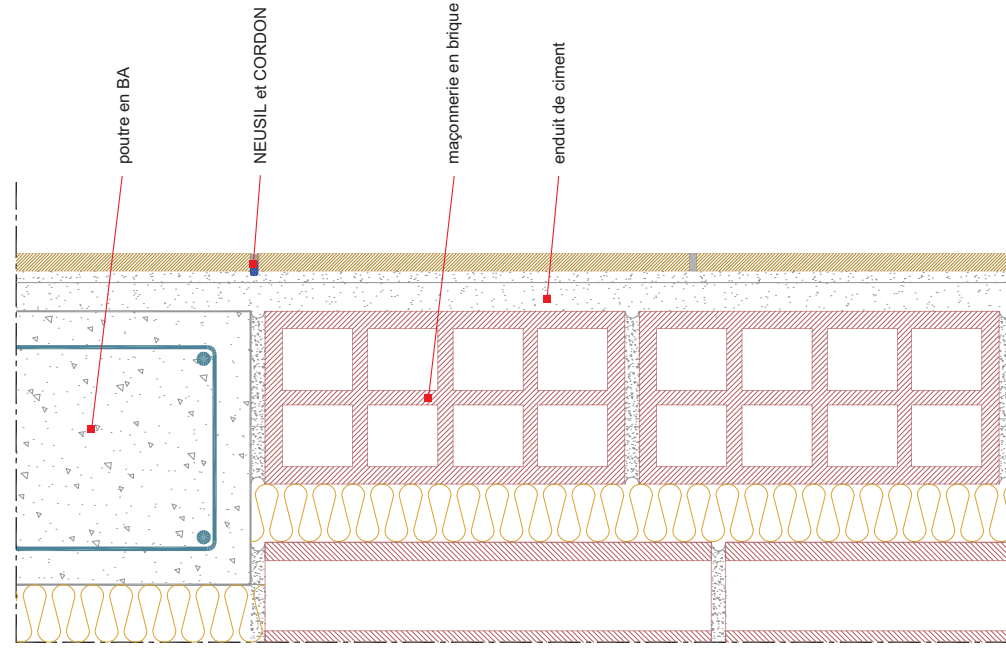 poutre en BA
NEUSIL et CORDON
maçonnerie en brique
enduit de ciment